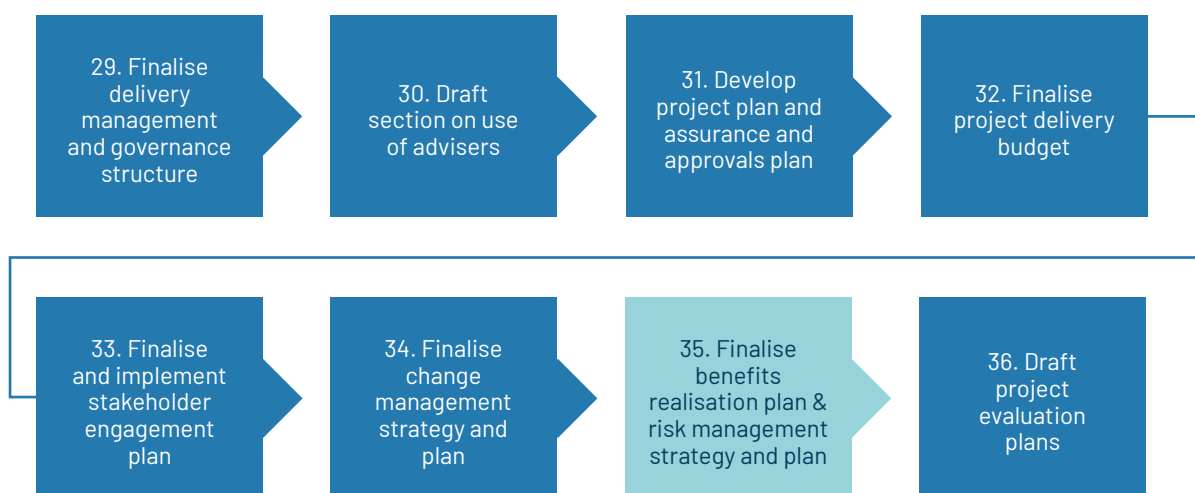 29. Finalise
delivery
management
and governance
structure
30. Draft
section on use
of advisers
31. Develop
project plan and
assurance and
approvals plan
32. Finalise
project delivery
budget
33. Finalise
and implement
stakeholder
engagement
plan
34. Finalise
change
management
strategy and
plan
35. Finalise
benefits
realisation plan &
risk management
strategy and plan
36. Draft
project
evaluation
plans